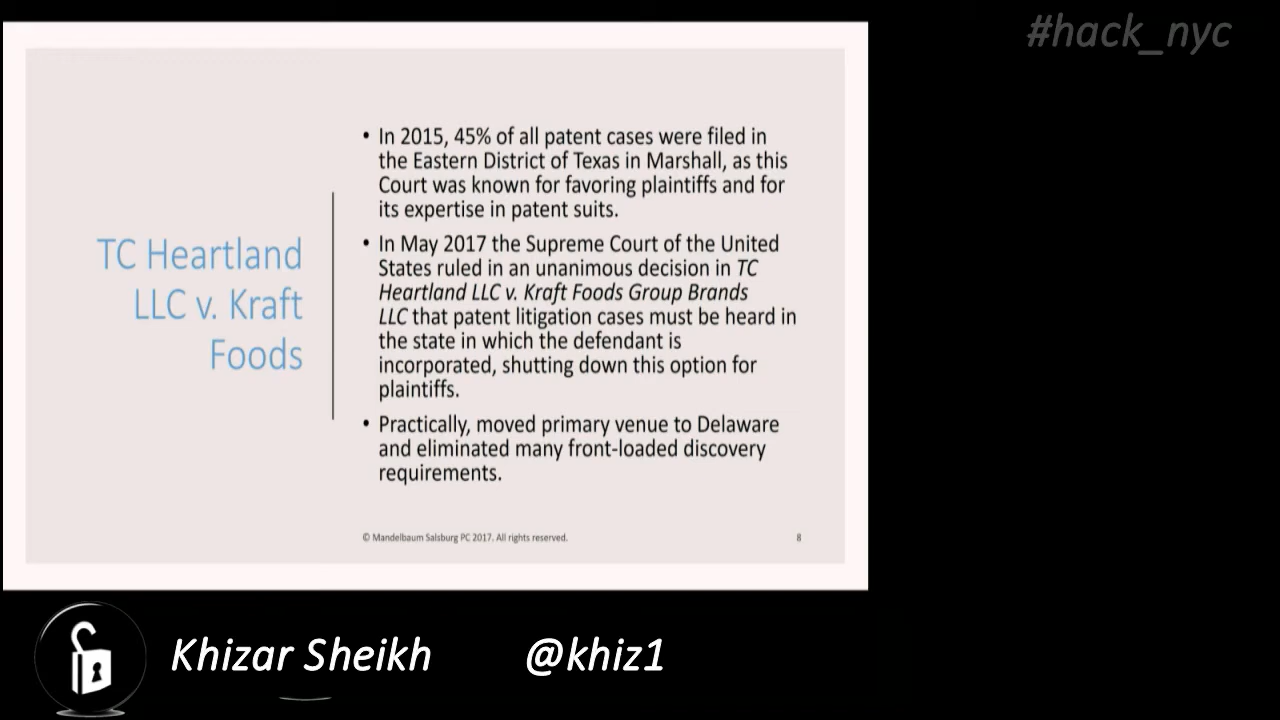 #hack_nyc
TC Heartland
LLC v. Kraft
Foods
• In 2015, 45% of all patent cases were filed in
the Eastern District of Texas in Marshall, as this
Court was known for favoring plaintiffs and for
its expertise in patent suits.
• In May 2017 the Supreme Court of the United
States ruled in an unanimous decision in TC
Heartland LLC v. Kraft Foods Group Brands
LLC that patent litigation cases must be heard in
the state in which the defendant is
incorporated, shutting down this option for
plaintiffs.
• Practically, moved primary venue to Delaware
and eliminated many front-loaded discovery
requirements.
© Mandelbaum Salsburg PC 2017. All rights reserved. 8
Khizar Sheikh @khiz1